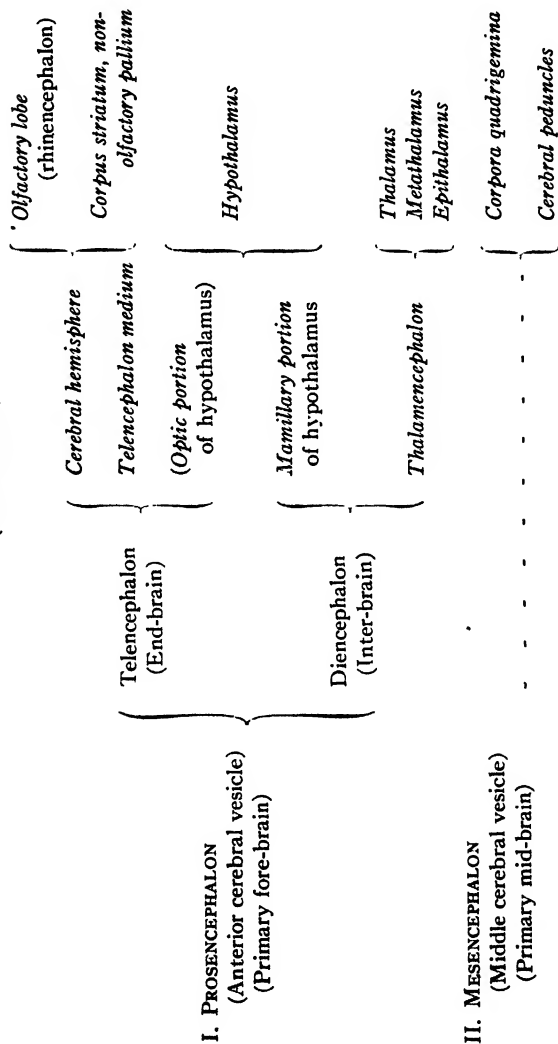 I. PROSENCEPHALON
(Anterior cerebral vesicle)
(Primary fore-brain)
Telencephalon
(End-brain)
Cerebral hemisphere
Olfactory lobe
(rhinencephalon)
Corpus striatum, non-
olfactory pallium
Telencephalon medium
(Optic portion
of hypothalamus)
Hypothalamus
Diencephalon
(Inter-brain)
Mamillary portion
of hypothalamus
Thalamencephalon
Thalamus
Metathalamus
Epithalamus
II. MESENCEPHALON
(Middle cerebral vesicle)
(Primary mid-brain)
- - - - - - - - -
Corpora quadrigemina
Cerebral peduncles